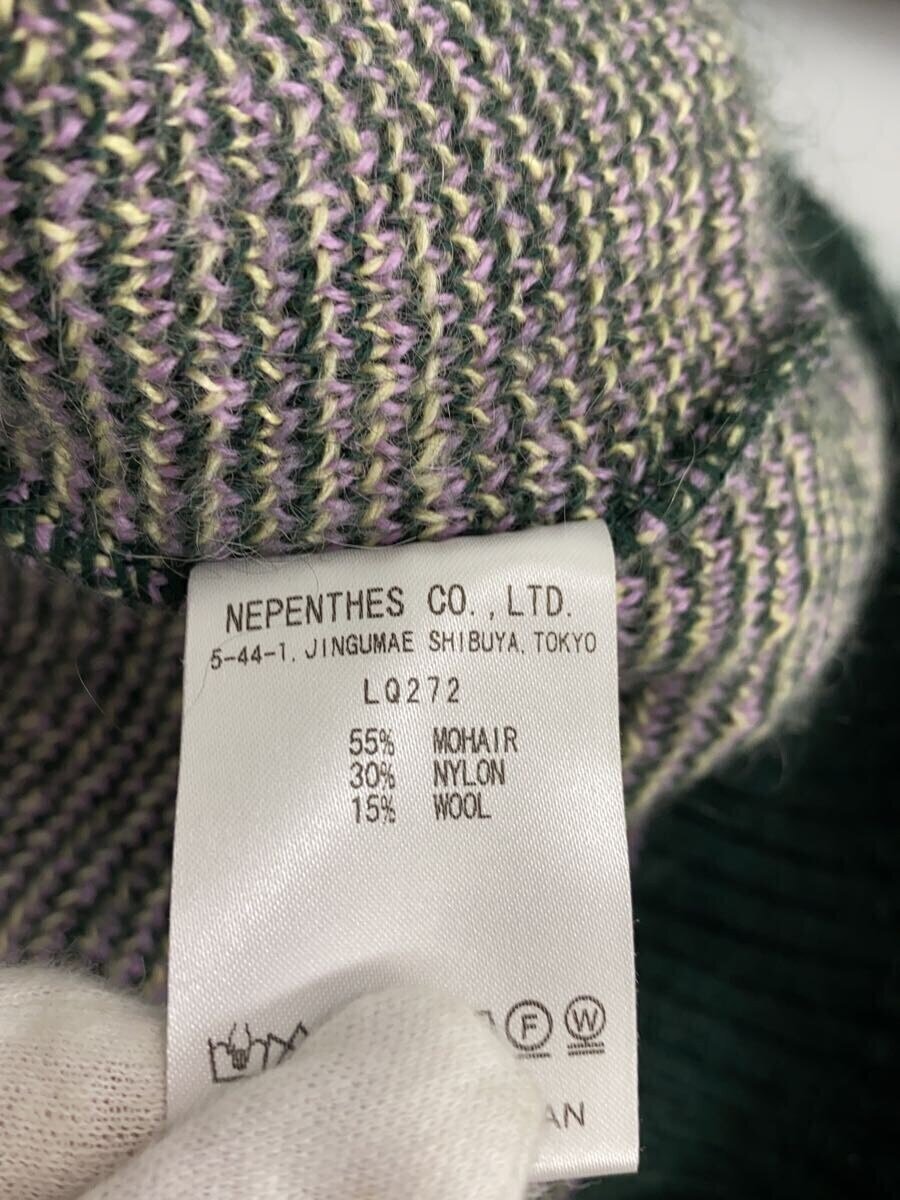 NEPENTHES CO., LTD.
5-44-1, JINGUMAE SHIBUYA, TOKYO
LQ272
55% MOHAIR
30% NYLON
15% WOOL
F W